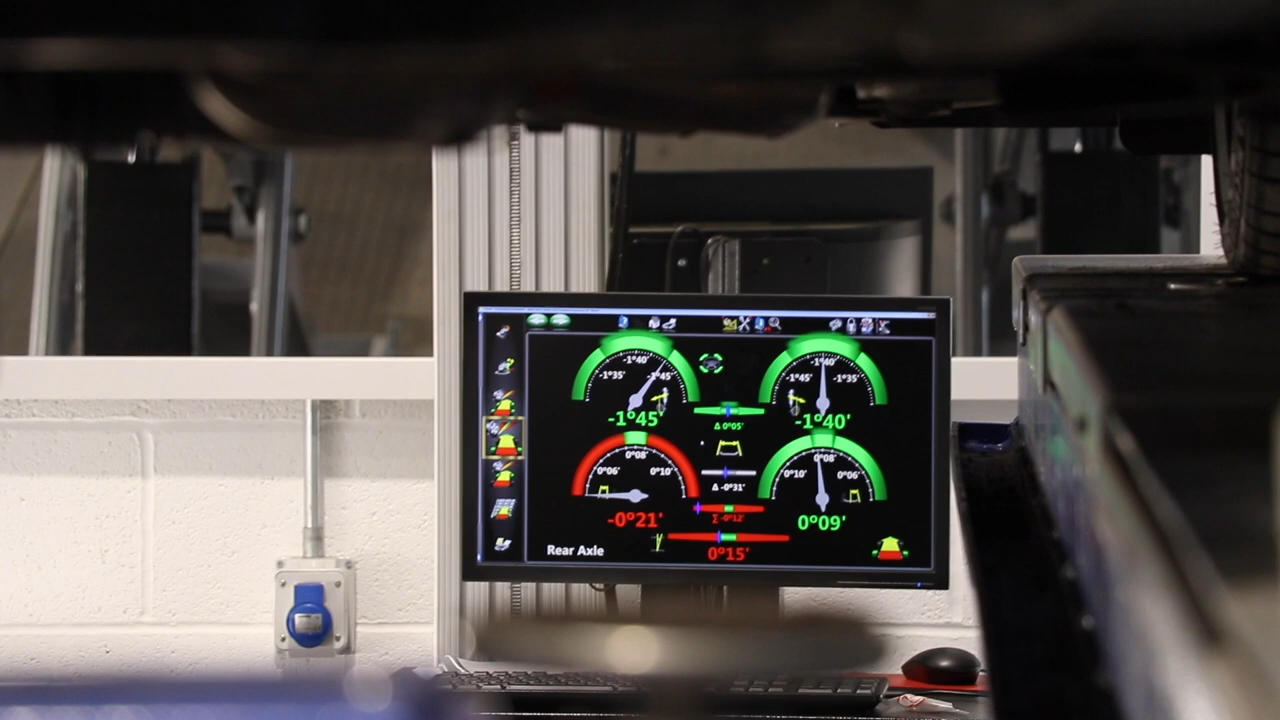 -1°40' -1°40'
-1°35' -1°45' -1°45' -1°35'
-1°45' -1°40'
Δ 0°05'
0°08' 0°08'
0°06' 0°10' 0°10' 0°06'
Δ -0°31'
-0°21' ∑ -0°12' 0°09'
Rear Axle 0°15'